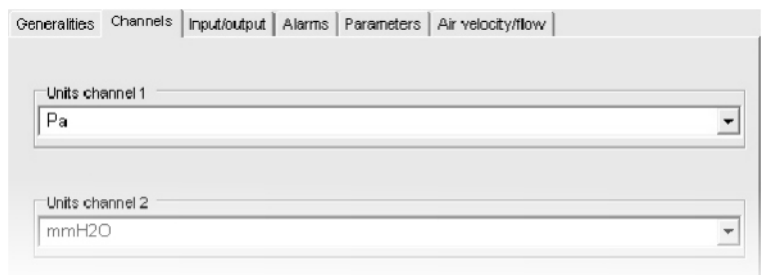 Generalities Channels Input/output Alarms Parameters Air velocity/flow
Units channel 1
Pa
Units channel 2
mmH2O